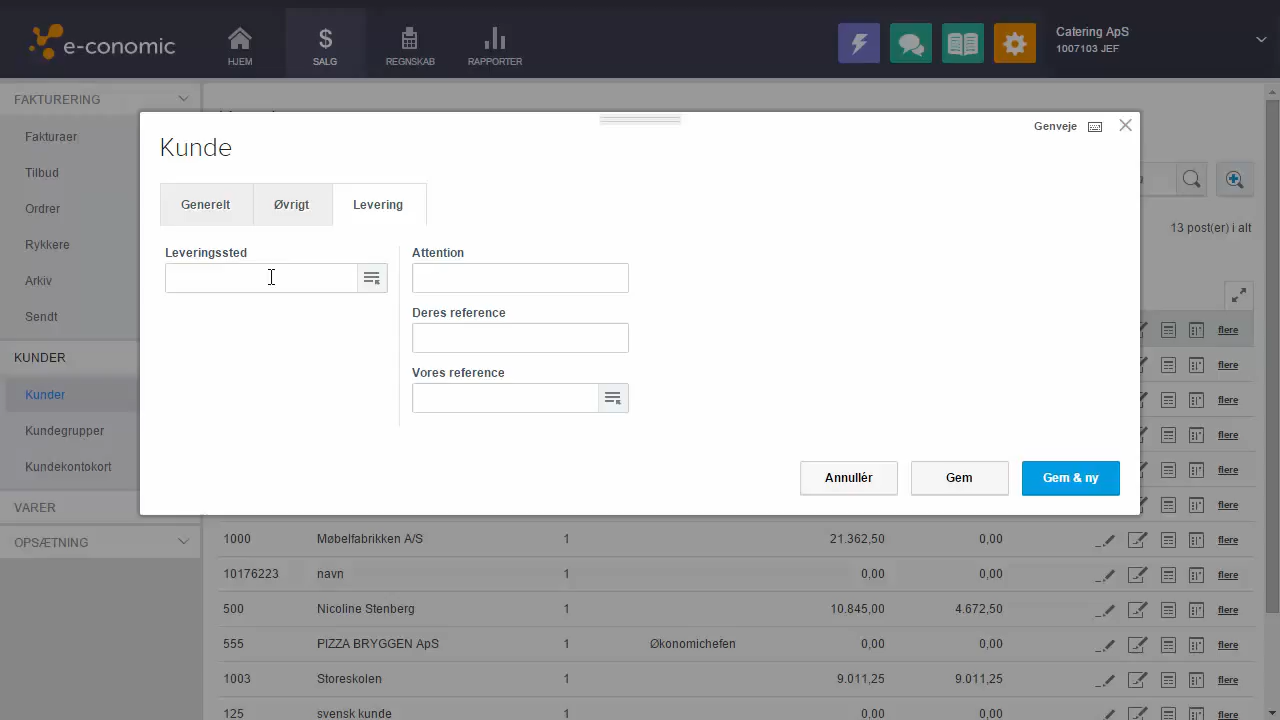 e-conomic
HJEM
SALG
REGNSKAB
RAPPORTER
Catering ApS
1007103 JEF
FAKTURERING
Fakturaer
Tilbud
Ordrer
Rykkere
Arkiv
Sendt
KUNDER
Kunder
Kundegrupper
Kundekontokort
VARER
OPSÆTNING
Genveje
Kunde
Generelt
Øvrigt
Levering
Leveringssted
Attention
Deres reference
Vores reference
Annullér
Gem
Gem & ny
13 post(er) i alt
flere
flere
flere
flere
flere
flere
1000 Møbelfabrikken A/S 1 21.362,50 0,00 flere
10176223 navn 1 0,00 0,00 flere
500 Nicoline Stenberg 1 10.845,00 4.672,50 flere
555 PIZZA BRYGGEN ApS 1 Økonomichefen 0,00 0,00 flere
1003 Storeskolen 1 9.011,25 9.011,25 flere
125 svensk kunde 1 0,00 0,00 flere